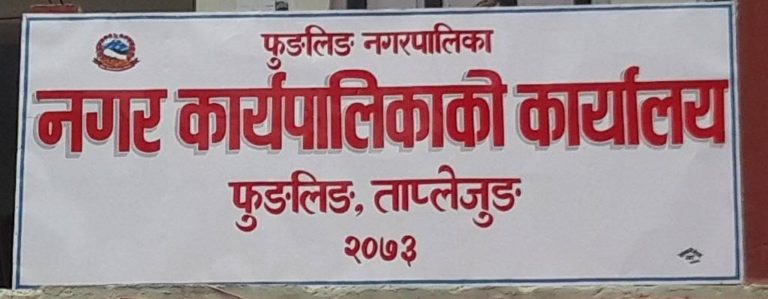 फुङलिङ नगरपालिका
नगर कार्यपालिकाको कार्यालय
फुङलिङ, ताप्लेजुङ
२०७३